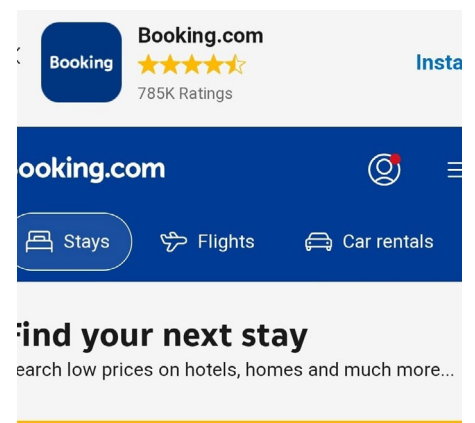 Booking.com
Booking
Insta
785K Ratings
ooking.com
Stays
Flights
Car rentals
Find your next stay
earch low prices on hotels, homes and much more...